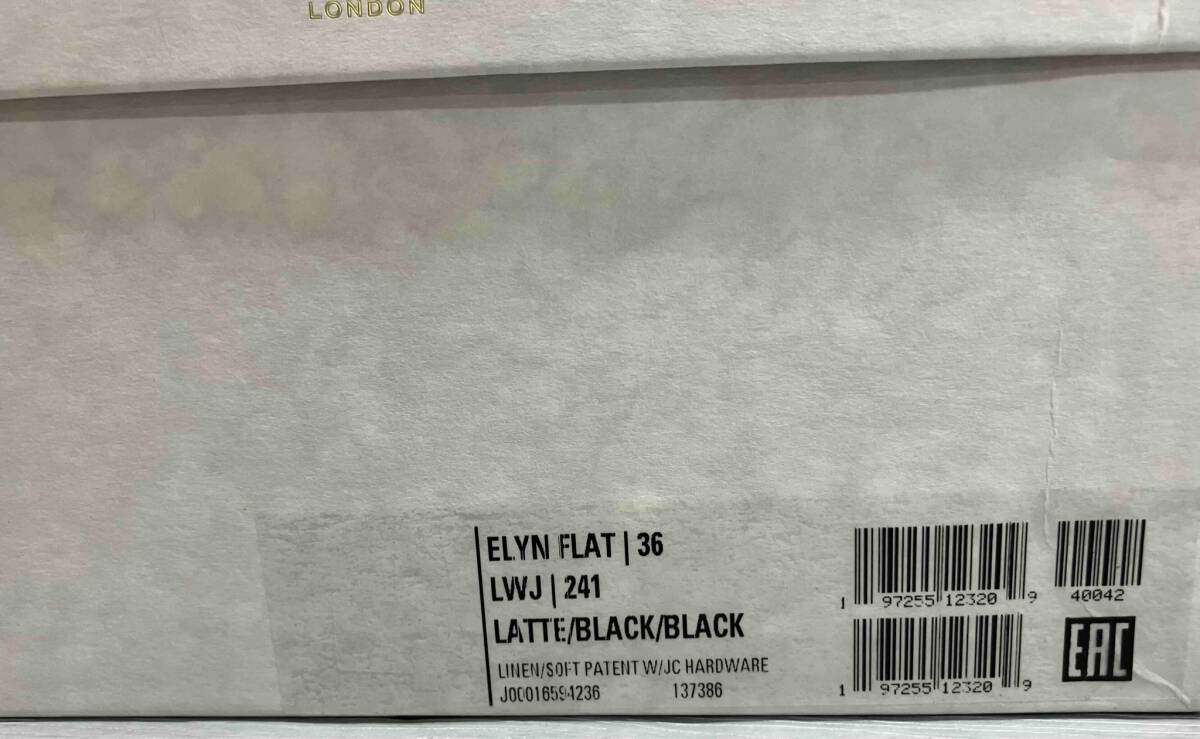 LONDON
ELYN FLAT | 36
LWJ | 241
LATTE/BLACK/BLACK
LINEN/SOFT PATENT W/JC HARDWARE
J00016594236 137386
1 97255 12320 9
40042
1 97255 12320 9
EAC